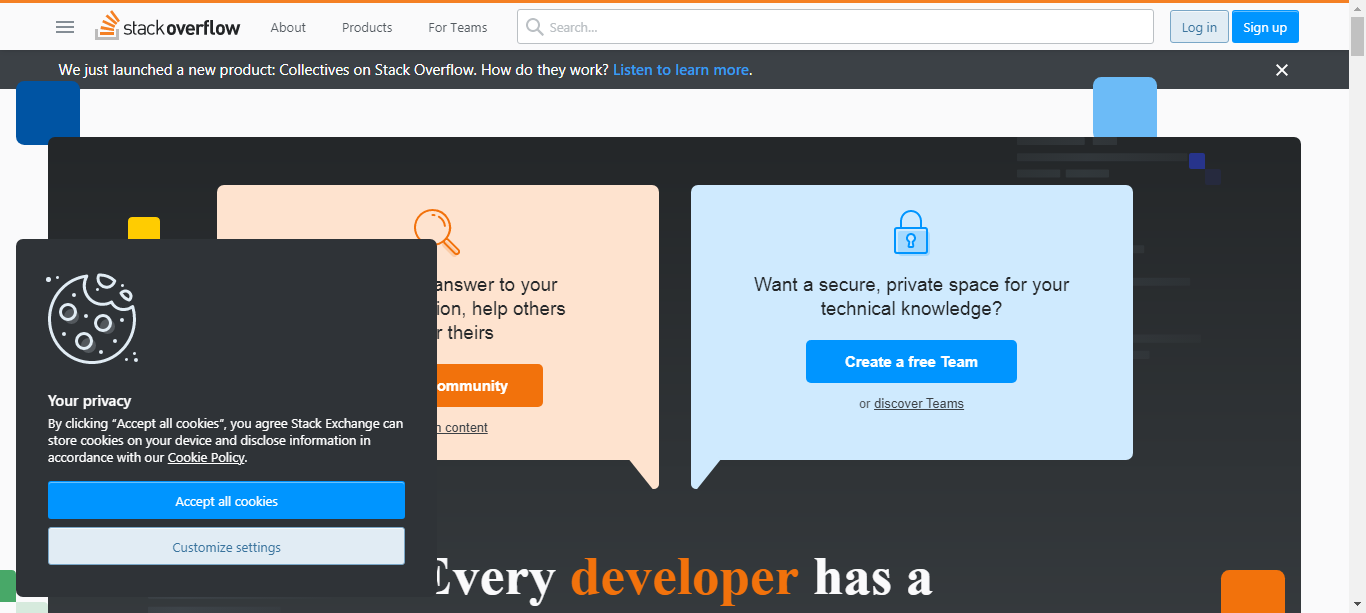 stackoverflow
About
Products
For Teams
Search...
Log in
Sign up
We just launched a new product: Collectives on Stack Overflow. How do they work? Listen to learn more.
answer to your
ion, help others
r theirs
ommunity
content
Want a secure, private space for your
technical knowledge?
Create a free Team
or discover Teams
Your privacy
By clicking “Accept all cookies”, you agree Stack Exchange can
store cookies on your device and disclose information in
accordance with our Cookie Policy.
Accept all cookies
Customize settings
Every developer has a